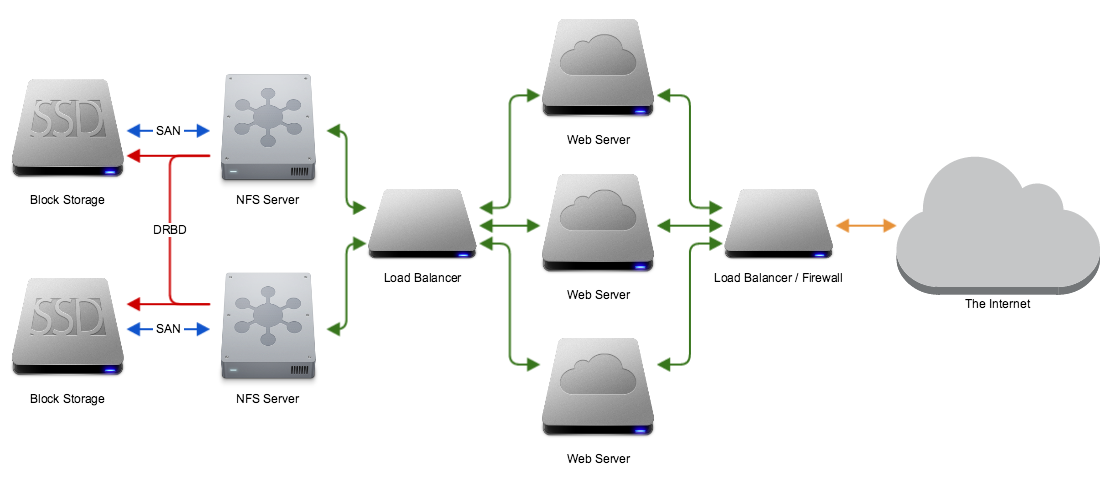 Web Server
SSD
SAN
Block Storage
NFS Server
DRBD
Load Balancer
Web Server
Load Balancer / Firewall
The Internet
SSD
SAN
Block Storage
NFS Server
Web Server